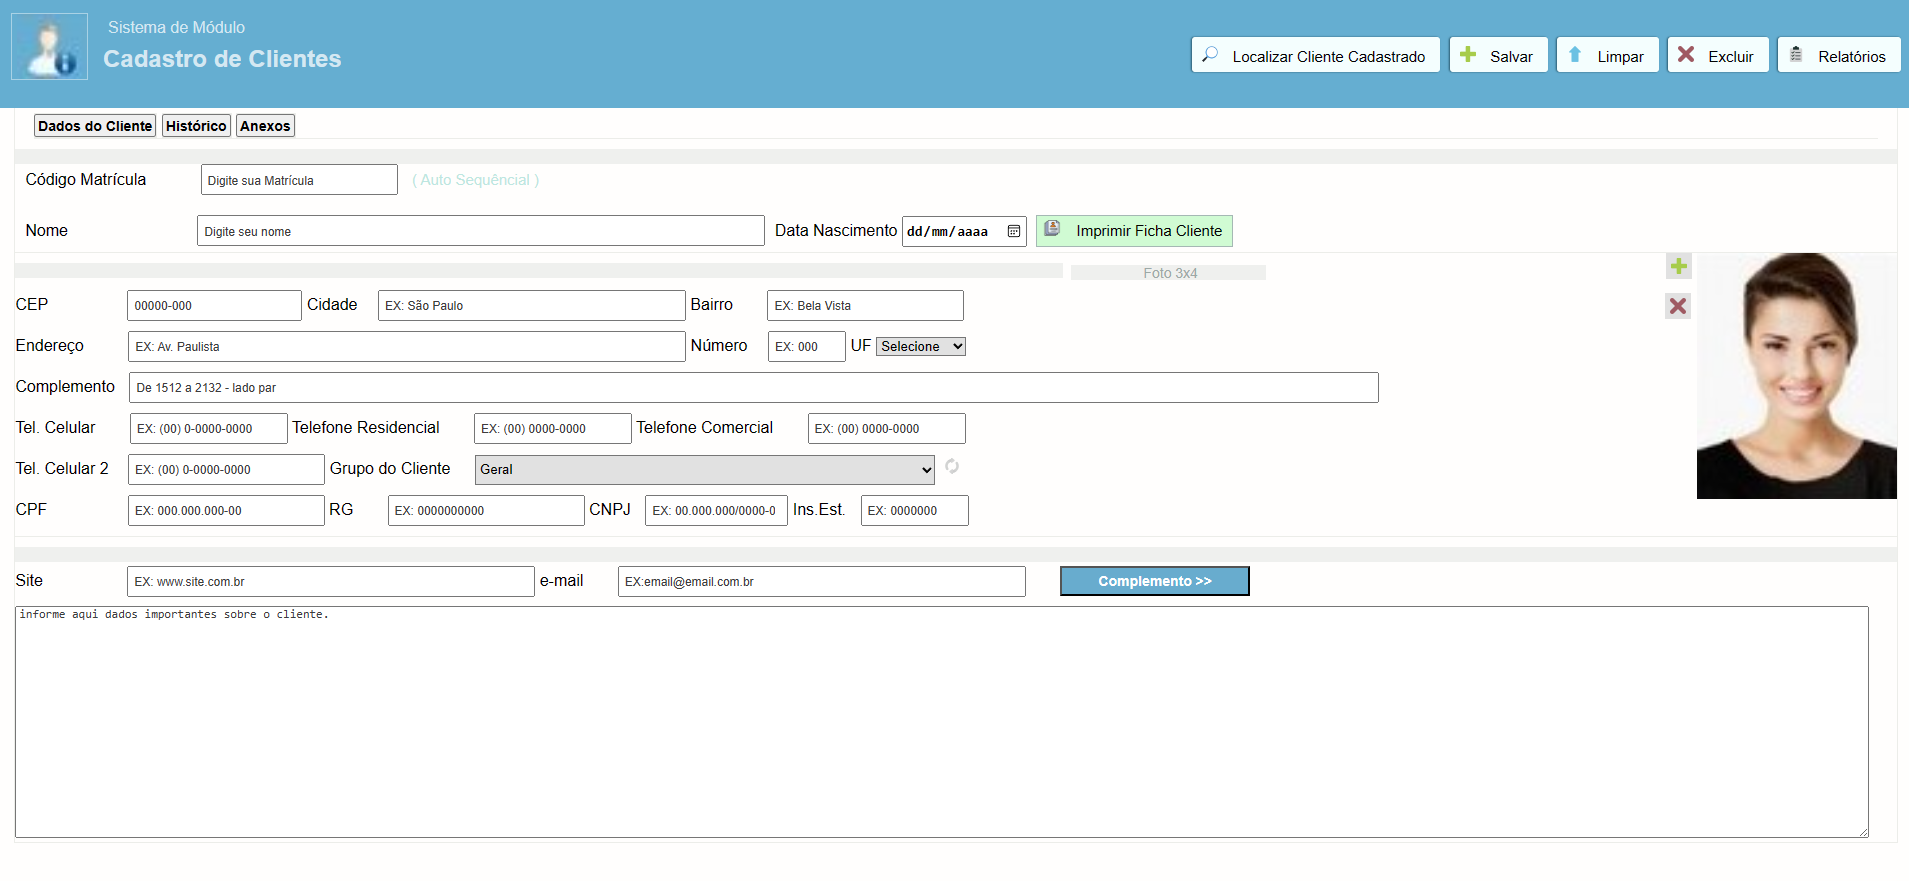 Sistema de Módulo
Cadastro de Clientes
Localizar Cliente Cadastrado Salvar Limpar Excluir Relatórios
Dados do Cliente Histórico Anexos
Código Matrícula Digite sua Matrícula ( Auto Sequêncial )
Nome Digite seu nome Data Nascimento dd/mm/aaaa Imprimir Ficha Cliente
Foto 3x4
CEP 00000-000 Cidade EX: São Paulo Bairro EX: Bela Vista
Endereço EX: Av. Paulista Número EX: 000 UF Selecione
Complemento De 1512 a 2132 - lado par
Tel. Celular EX: (00) 0-0000-0000 Telefone Residencial EX: (00) 0000-0000 Telefone Comercial EX: (00) 0000-0000
Tel. Celular 2 EX: (00) 0-0000-0000 Grupo do Cliente Geral
CPF EX: 000.000.000-00 RG EX: 0000000000 CNPJ EX: 00.000.000/0000-0 Ins.Est. EX: 0000000
Site EX: www.site.com.br e-mail EX:email@email.com.br Complemento >>
informe aqui dados importantes sobre o cliente.